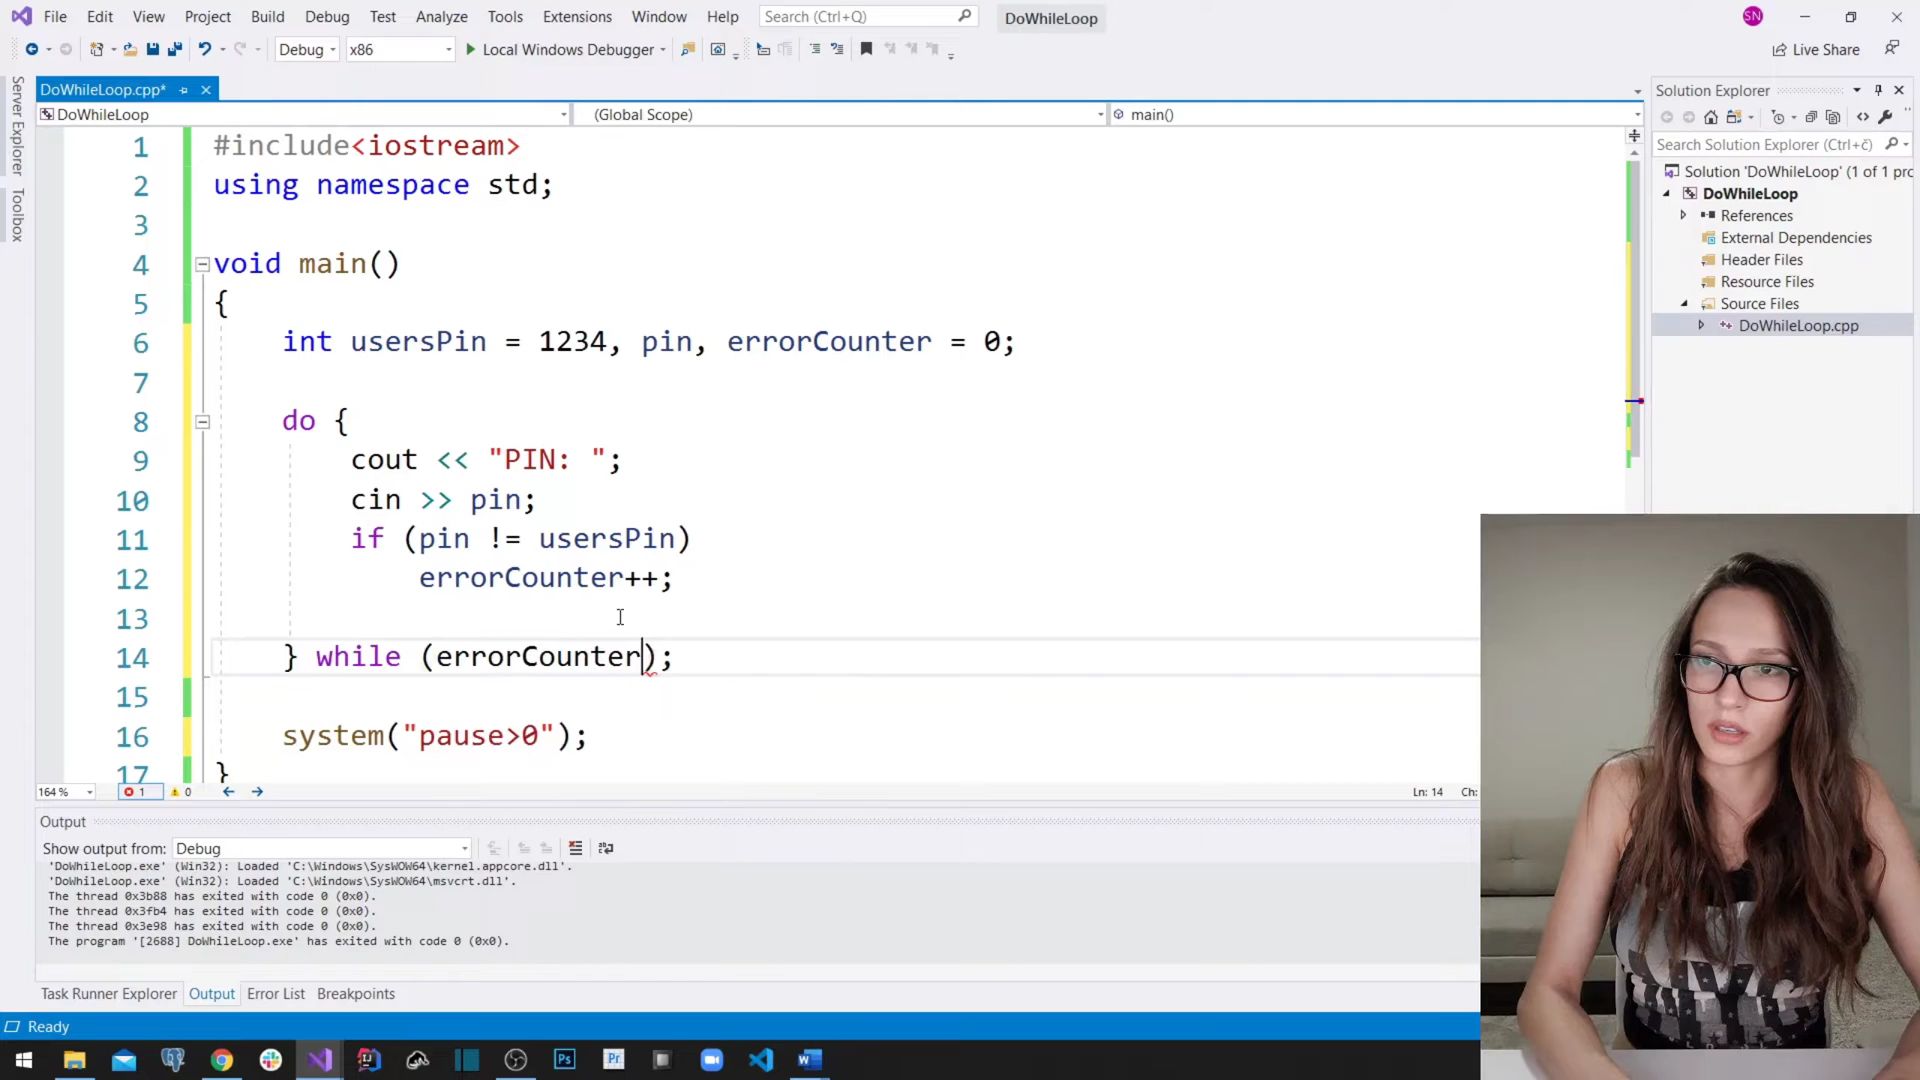 File Edit View Project Build Debug Test Analyze Tools Extensions Window Help Search (Ctrl+Q) DoWhileLoop SN
Debug x86 Local Windows Debugger Live Share
Server Explorer
Toolbox
DoWhileLoop.cpp*
DoWhileLoop (Global Scope) main()
1 #include<iostream>
2 using namespace std;
3
4 void main()
5 {
6 int usersPin = 1234, pin, errorCounter = 0;
7
8 do {
9 cout << "PIN: ";
10 cin >> pin;
11 if (pin != usersPin)
12 errorCounter++;
13
14 } while (errorCounter);
15
16 system("pause>0");
17 }
164 % 1 0 Ln: 14 Ch:
Output
Show output from: Debug
'DoWhileLoop.exe' (Win32): Loaded 'C:\Windows\SysWOW64\kernel.appcore.dll'.
'DoWhileLoop.exe' (Win32): Loaded 'C:\Windows\SysWOW64\msvcrt.dll'.
The thread 0x3b88 has exited with code 0 (0x0).
The thread 0x3fb4 has exited with code 0 (0x0).
The thread 0x3e98 has exited with code 0 (0x0).
The program '[2688] DoWhileLoop.exe' has exited with code 0 (0x0).
Task Runner Explorer Output Error List Breakpoints
Ready
Solution Explorer
Search Solution Explorer (Ctrl+č)
Solution 'DoWhileLoop' (1 of 1 prc
DoWhileLoop
References
External Dependencies
Header Files
Resource Files
Source Files
DoWhileLoop.cpp
Ps Pr